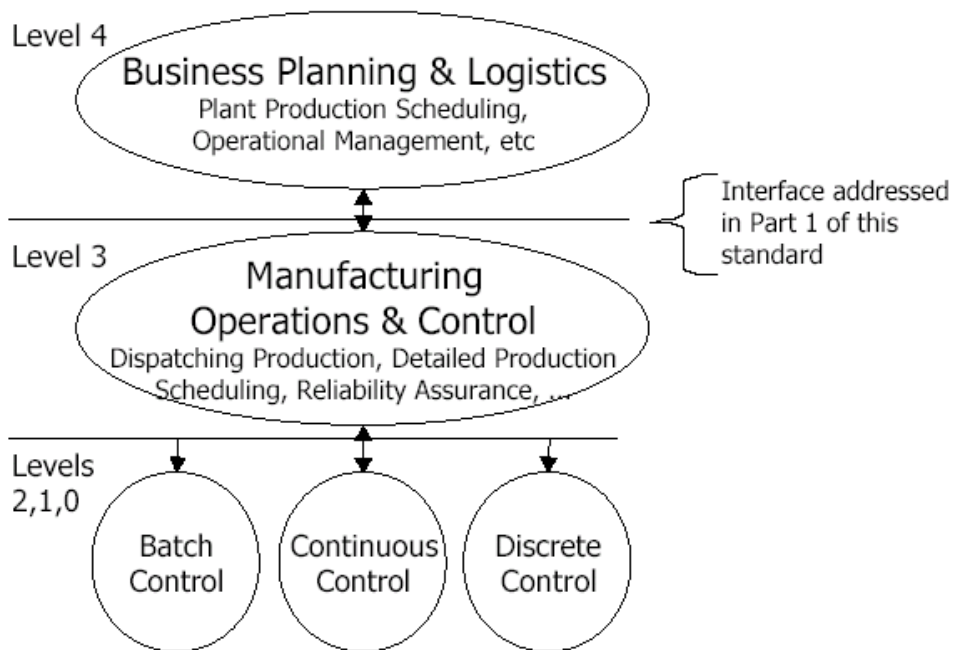 Level 4
Business Planning & Logistics
Plant Production Scheduling,
Operational Management, etc
Interface addressed
in Part 1 of this
standard
Level 3
Manufacturing
Operations & Control
Dispatching Production, Detailed Production
Scheduling, Reliability Assurance, ...
Levels
2,1,0
Batch
Control
Continuous
Control
Discrete
Control